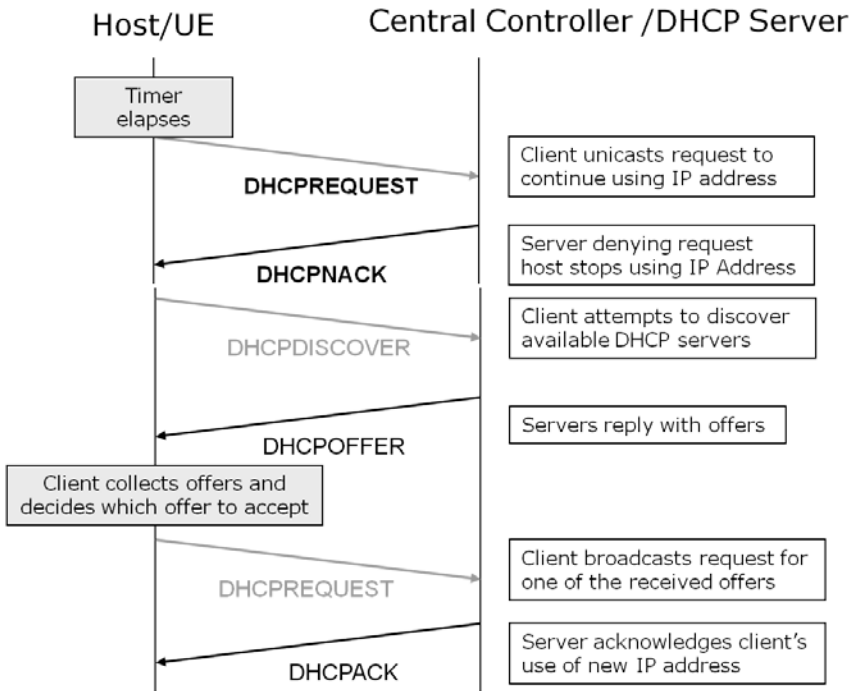 Host/UE
Central Controller /DHCP Server
Timer
elapses
Client unicasts request to
continue using IP address
DHCPREQUEST
Server denying request
host stops using IP Address
DHCPNACK
Client attempts to discover
available DHCP servers
DHCPDISCOVER
Servers reply with offers
DHCPOFFER
Client collects offers and
decides which offer to accept
Client broadcasts request for
one of the received offers
DHCPREQUEST
Server acknowledges client's
use of new IP address
DHCPACK